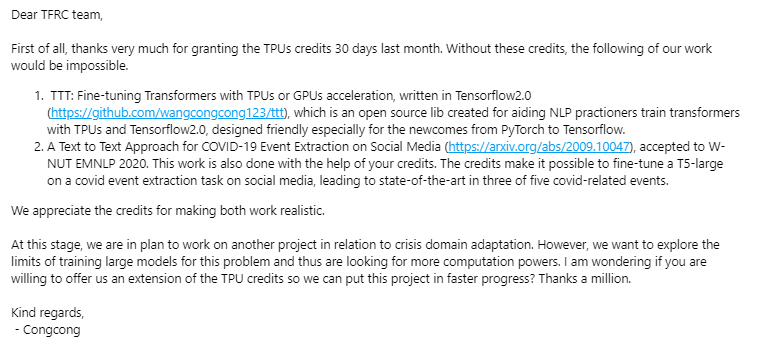 Dear TFRC team,
First of all, thanks very much for granting the TPUs credits 30 days last month. Without these credits, the following of our work
would be impossible.
1. TTT: Fine-tuning Transformers with TPUs or GPUs acceleration, written in Tensorflow2.0
(https://github.com/wangcongcong123/ttt), which is an open source lib created for aiding NLP practioners train transformers
with TPUs and Tensorflow2.0, designed friendly especially for the newcomes from PyTorch to Tensorflow.
2. A Text to Text Approach for COVID-19 Event Extraction on Social Media (https://arxiv.org/abs/2009.10047), accepted to W-
NUT EMNLP 2020. This work is also done with the help of your credits. The credits make it possible to fine-tune a T5-large
on a covid event extraction task on social media, leading to state-of-the-art in three of five covid-related events.
We appreciate the credits for making both work realistic.
At this stage, we are in plan to work on another project in relation to crisis domain adaptation. However, we want to explore the
limits of training large models for this problem and thus are looking for more computation powers. I am wondering if you are
willing to offer us an extension of the TPU credits so we can put this project in faster progress? Thanks a million.
Kind regards,
- Congcong